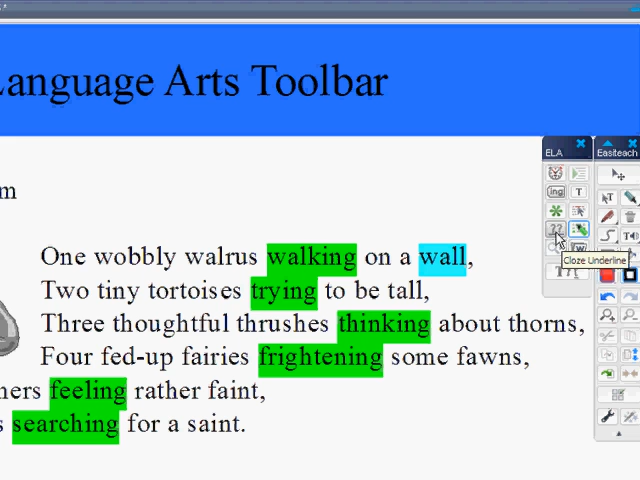 Language Arts Toolbar
ELA
Easiteach
m
ing
T
T
??
W
Cloze Underline
One wobbly walrus walking on a wall,
Two tiny tortoises trying to be tall,
Three thoughtful thrushes thinking about thorns,
Four fed-up fairies frightening some fawns,
ners feeling rather faint,
s searching for a saint.